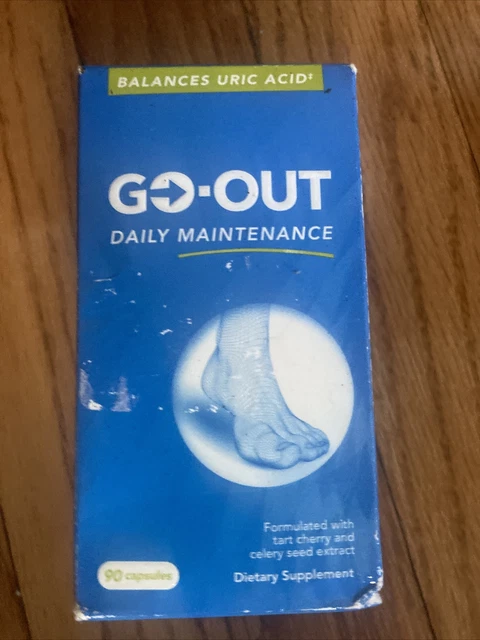 BALANCES URIC ACID‡
GO-OUT
DAILY MAINTENANCE
Formulated with
tart cherry and
celery seed extract
90 capsules
Dietary Supplement